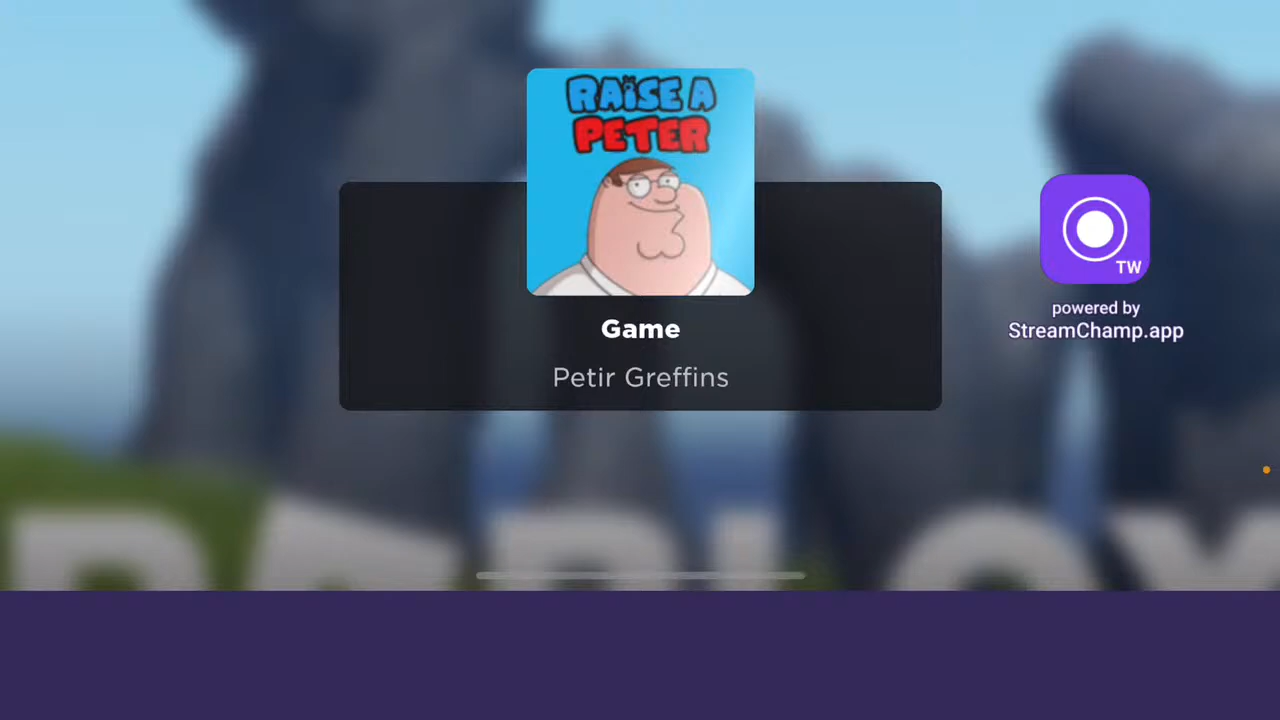 RAISE A
PETER
Game
Petir Greffins
TW
powered by
StreamChamp.app